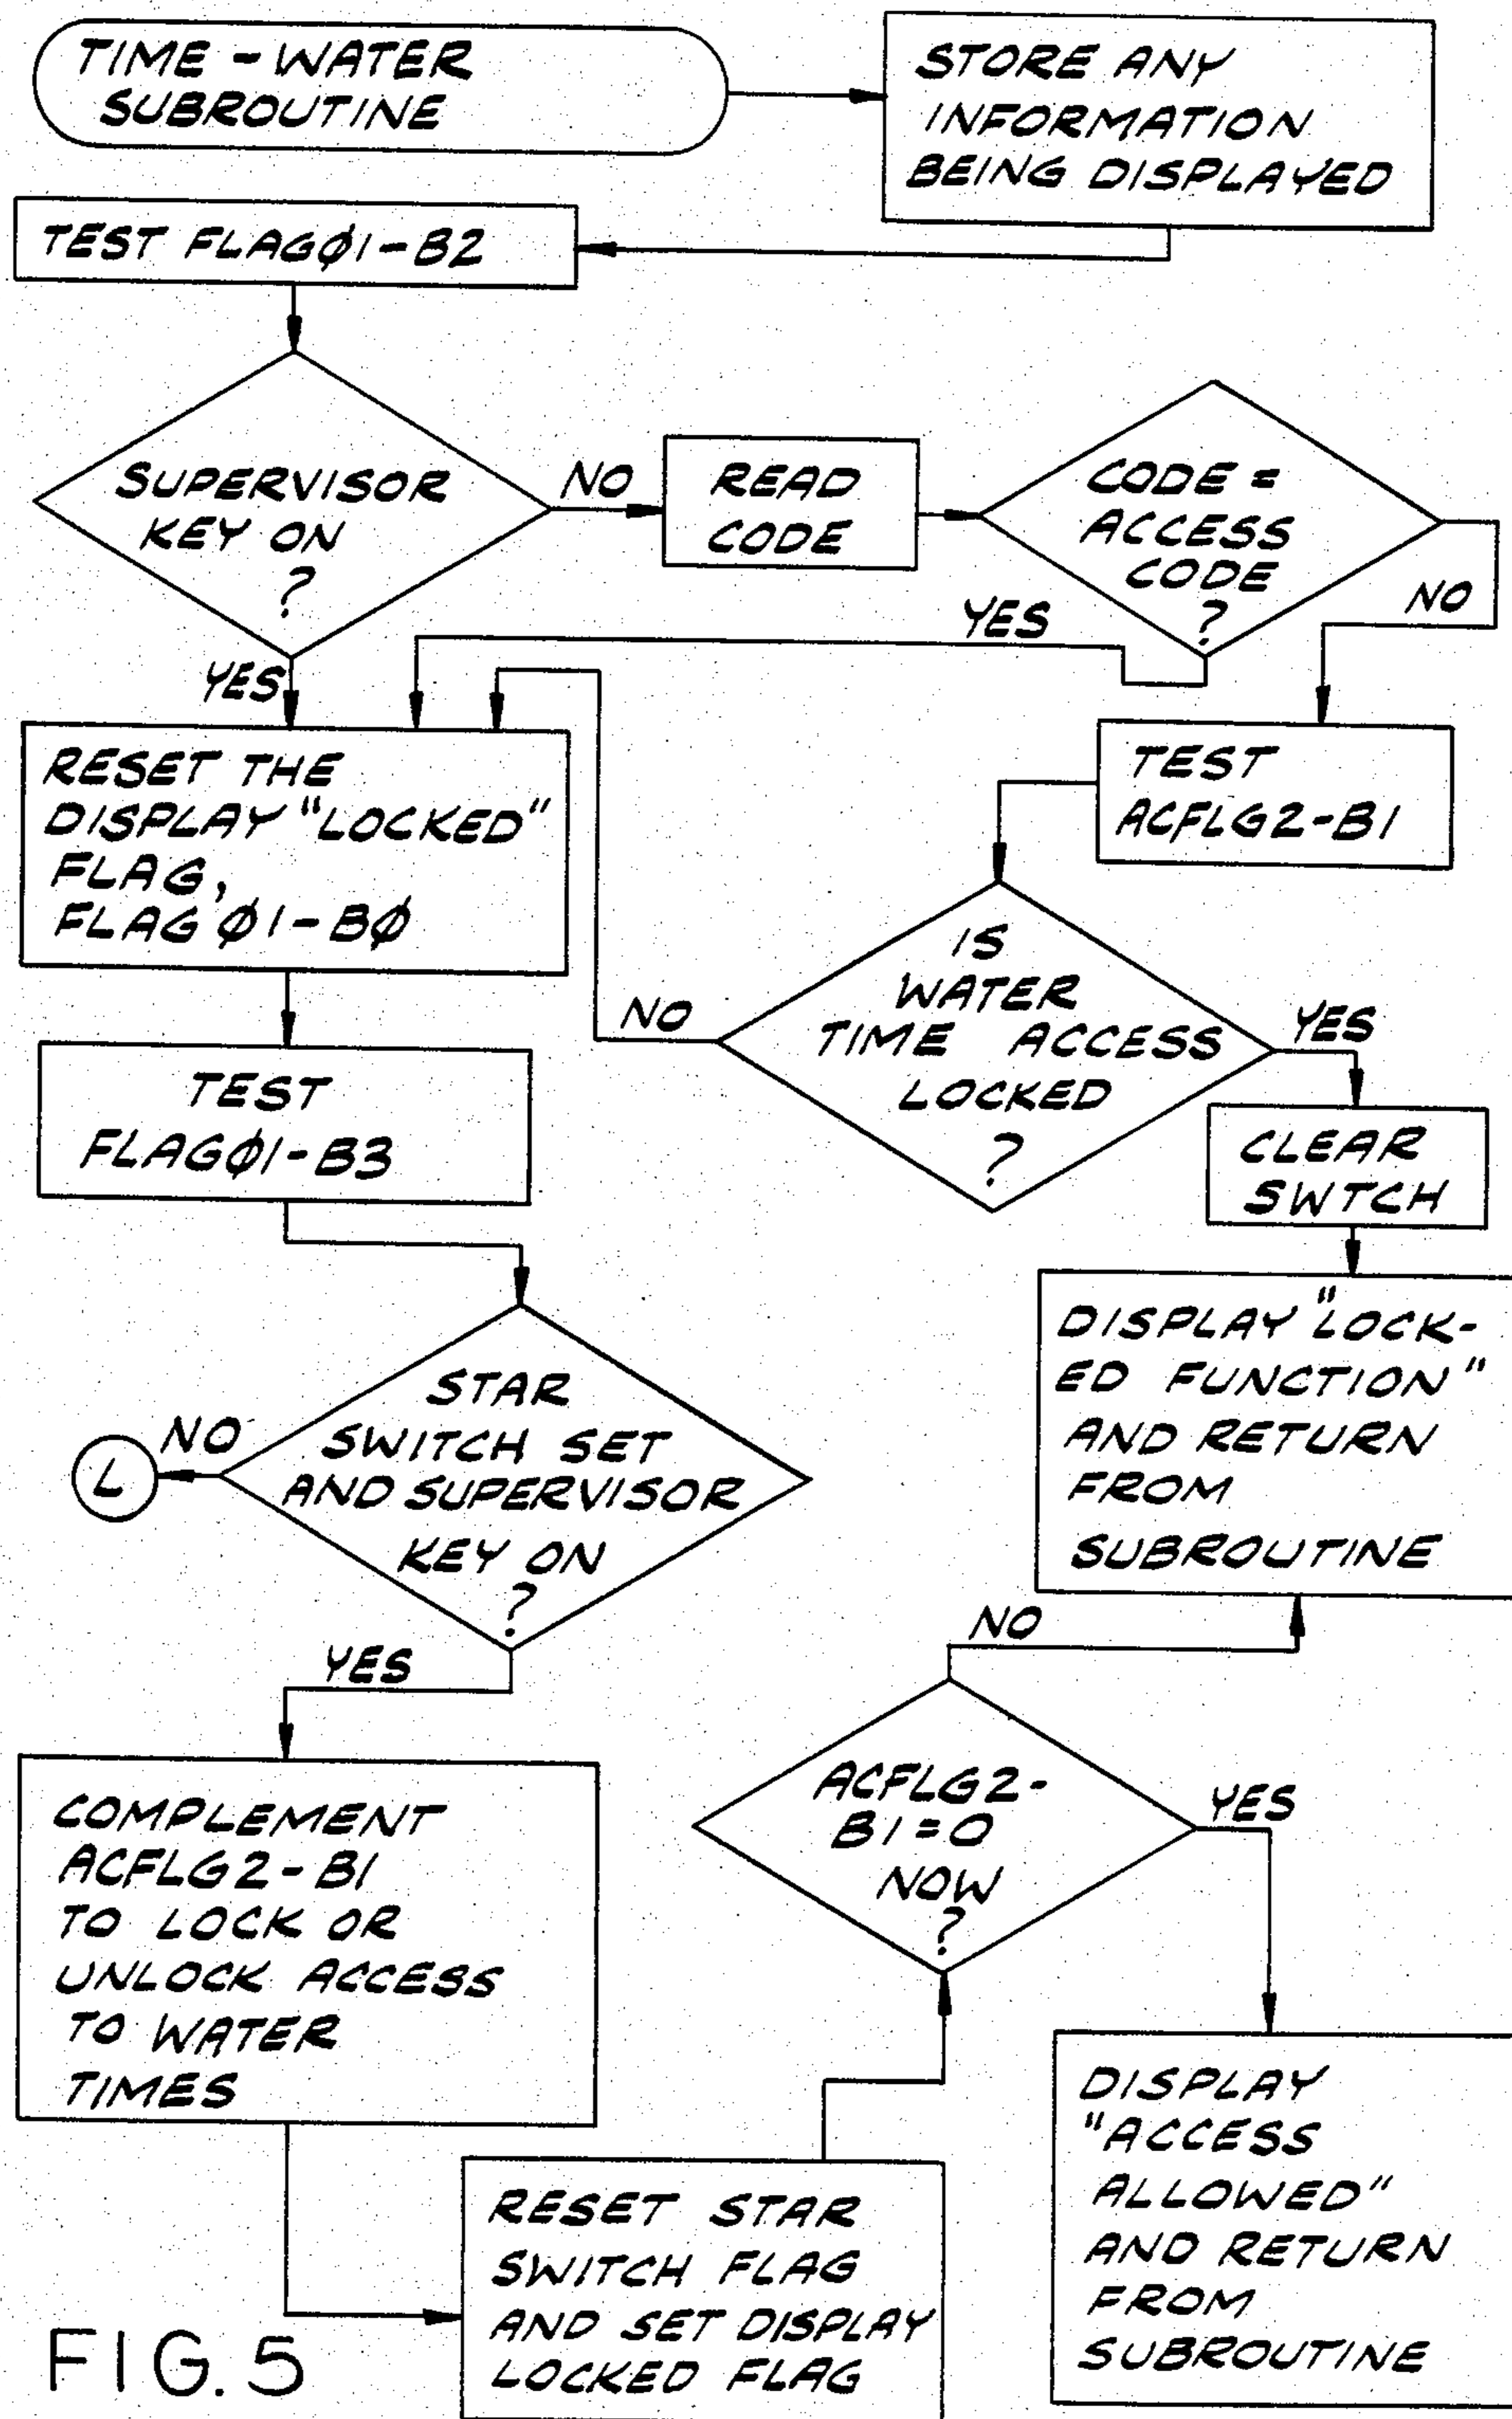 TIME - WATER
SUBROUTINE
STORE ANY
INFORMATION
BEING DISPLAYED
TEST FLAGØ1-B2
SUPERVISOR
KEY ON
?
NO
READ
CODE
CODE =
ACCESS
CODE
?
NO
YES
YES
RESET THE
DISPLAY "LOCKED"
FLAG,
FLAG Ø1-BØ
TEST
ACFLG2-B1
IS
WATER
TIME ACCESS
LOCKED
?
NO
YES
TEST
FLAGØ1-B3
CLEAR
SWTCH
DISPLAY "LOCK-
ED FUNCTION"
AND RETURN
FROM
SUBROUTINE
STAR
SWITCH SET
AND SUPERVISOR
KEY ON
?
NO
L
YES
NO
COMPLEMENT
ACFLG2-B1
TO LOCK OR
UNLOCK ACCESS
TO WATER
TIMES
ACFLG2-
B1=0
NOW
?
YES
RESET STAR
SWITCH FLAG
AND SET DISPLAY
LOCKED FLAG
DISPLAY
"ACCESS
ALLOWED"
AND RETURN
FROM
SUBROUTINE
FIG. 5